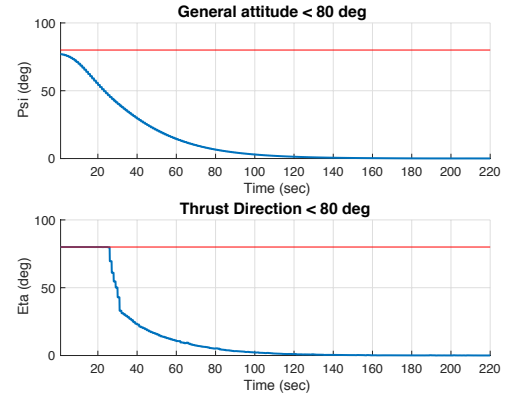 General attitude < 80 deg
100
50
0
Psi (deg)
20 40 60 80 100 120 140 160 180 200 220
Time (sec)
Thrust Direction < 80 deg
100
50
0
Eta (deg)
20 40 60 80 100 120 140 160 180 200 220
Time (sec)